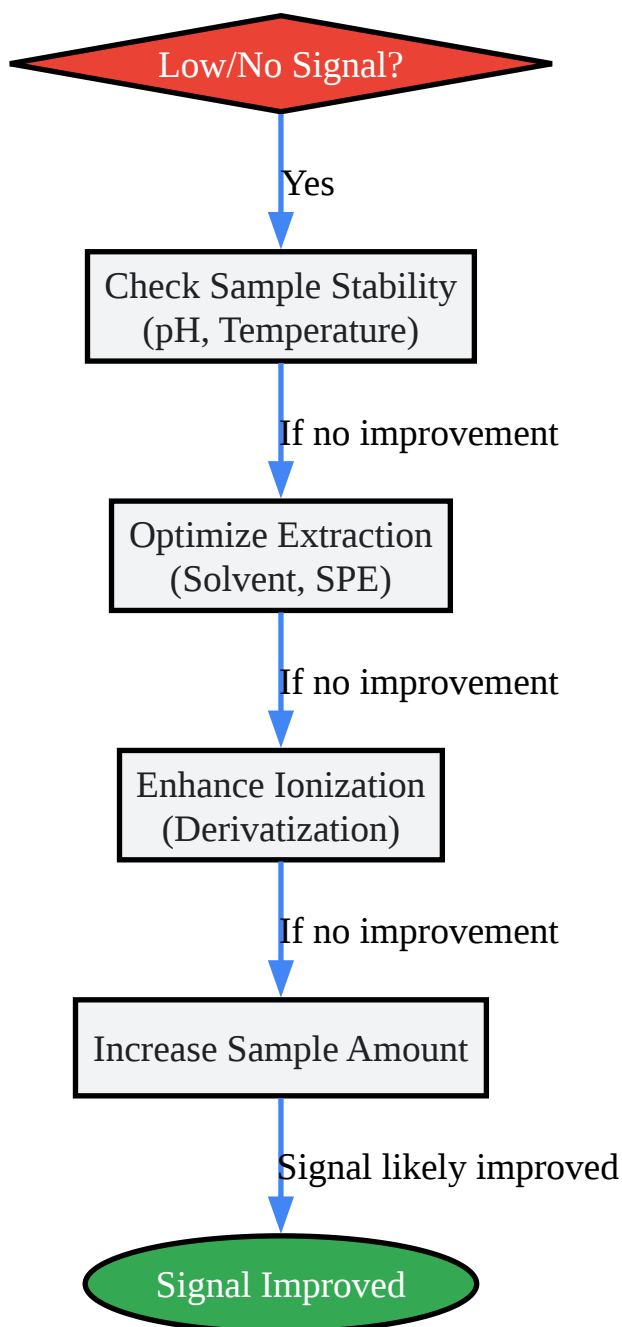 Low/No Signal?
Yes
Check Sample Stability
(pH, Temperature)
If no improvement
Optimize Extraction
(Solvent, SPE)
If no improvement
Enhance Ionization
(Derivatization)
If no improvement
Increase Sample Amount
Signal likely improved
Signal Improved